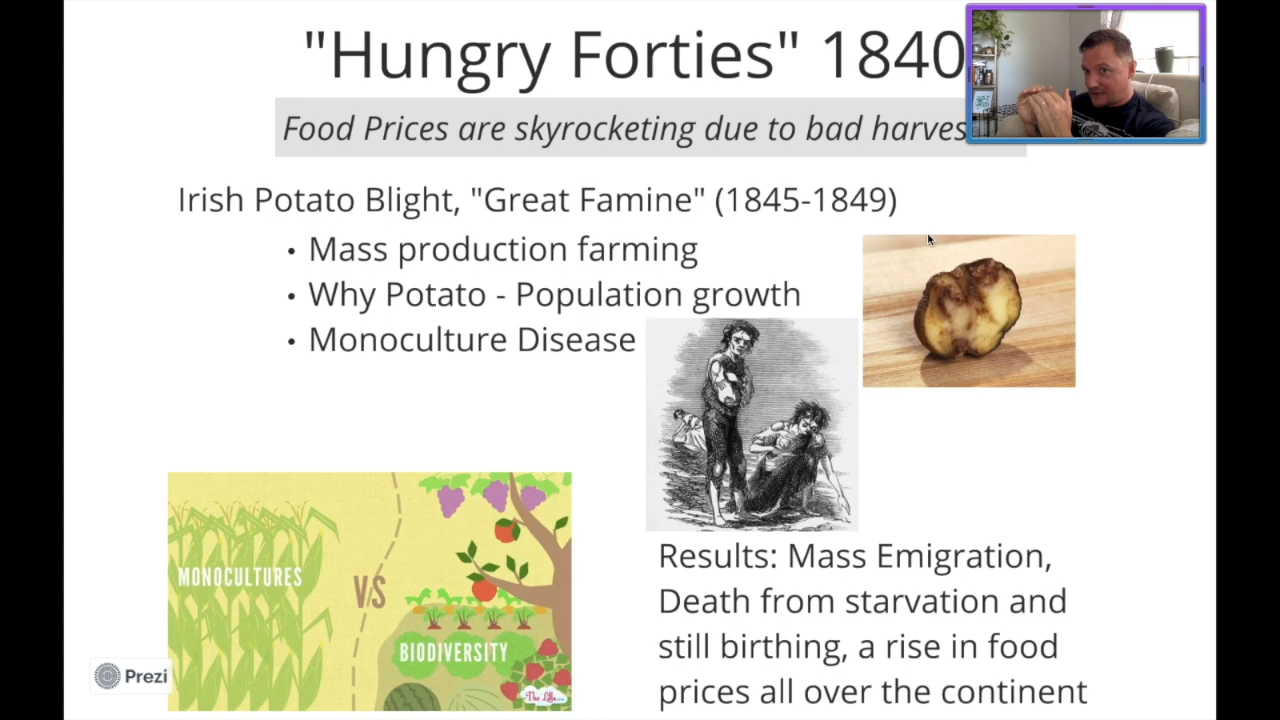 "Hungry Forties" 1840
Food Prices are skyrocketing due to bad harves
Irish Potato Blight, "Great Famine" (1845-1849)
• Mass production farming
• Why Potato - Population growth
• Monoculture Disease
MONOCULTURES
VS
BIODIVERSITY
Results: Mass Emigration,
Death from starvation and
still birthing, a rise in food
prices all over the continent
Prezi